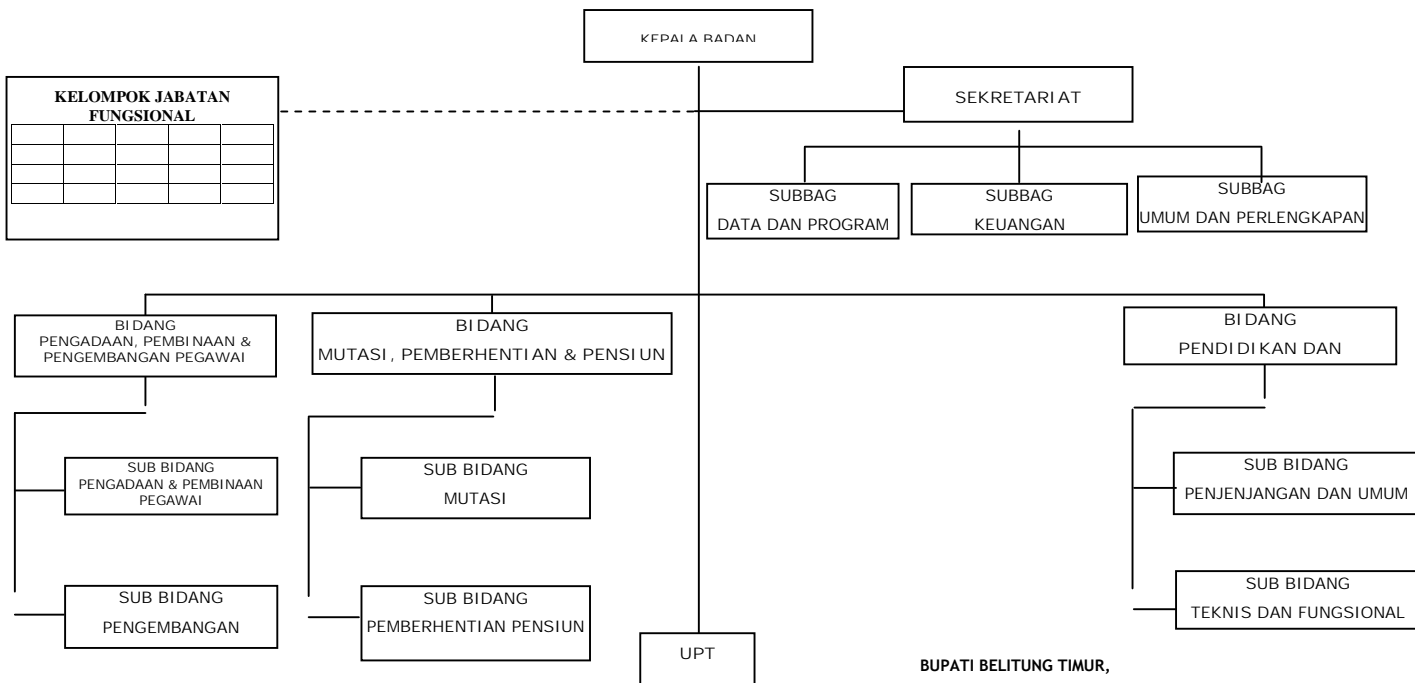 KEPALA BADAN
KELOMPOK JABATAN
FUNGSIONAL
SEKRETARIAT
SUBBAG
DATA DAN PROGRAM
SUBBAG
KEUANGAN
SUBBAG
UMUM DAN PERLENGKAPAN
BIDANG
PENGADAAN, PEMBINAAN &
PENGEMBANGAN PEGAWAI
BIDANG
MUTASI, PEMBERHENTIAN & PENSIUN
BIDANG
PENDIDIKAN DAN
SUB BIDANG
PENGADAAN & PEMBINAAN
PEGAWAI
SUB BIDANG
MUTASI
SUB BIDANG
PENJENJANGAN DAN UMUM
SUB BIDANG
PENGEMBANGAN
SUB BIDANG
PEMBERHENTIAN PENSIUN
SUB BIDANG
TEKNIS DAN FUNGSIONAL
UPT
BUPATI BELITUNG TIMUR,